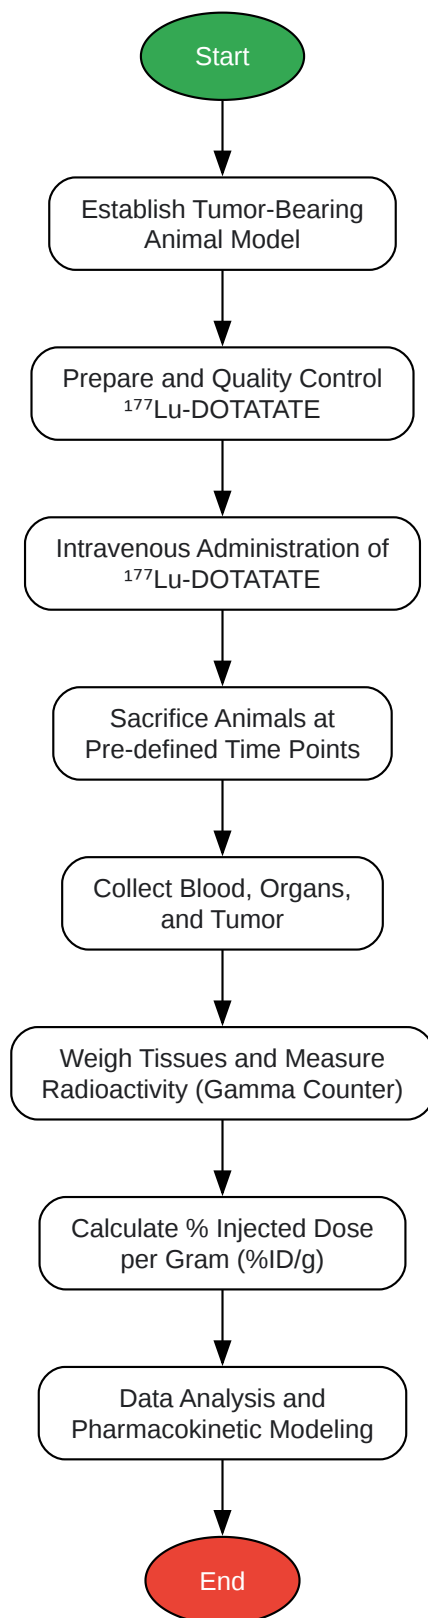 Start
Establish Tumor-Bearing
Animal Model
Prepare and Quality Control
¹⁷⁷Lu-DOTATATE
Intravenous Administration of
¹⁷⁷Lu-DOTATATE
Sacrifice Animals at
Pre-defined Time Points
Collect Blood, Organs,
and Tumor
Weigh Tissues and Measure
Radioactivity (Gamma Counter)
Calculate % Injected Dose
per Gram (%ID/g)
Data Analysis and
Pharmacokinetic Modeling
End